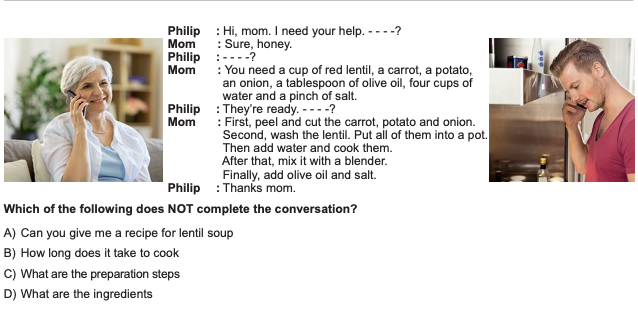 Philip : Hi, mom. I need your help. - - - -?
Mom : Sure, honey.
Philip : - - - -?
Mom : You need a cup of red lentil, a carrot, a potato,
an onion, a tablespoon of olive oil, four cups of
water and a pinch of salt.
Philip : They're ready. - - - -?
Mom : First, peel and cut the carrot, potato and onion.
Second, wash the lentil. Put all of them into a pot.
Then add water and cook them.
After that, mix it with a blender.
Finally, add olive oil and salt.
Philip : Thanks mom.
Which of the following does NOT complete the conversation?
A) Can you give me a recipe for lentil soup
B) How long does it take to cook
C) What are the preparation steps
D) What are the ingredients